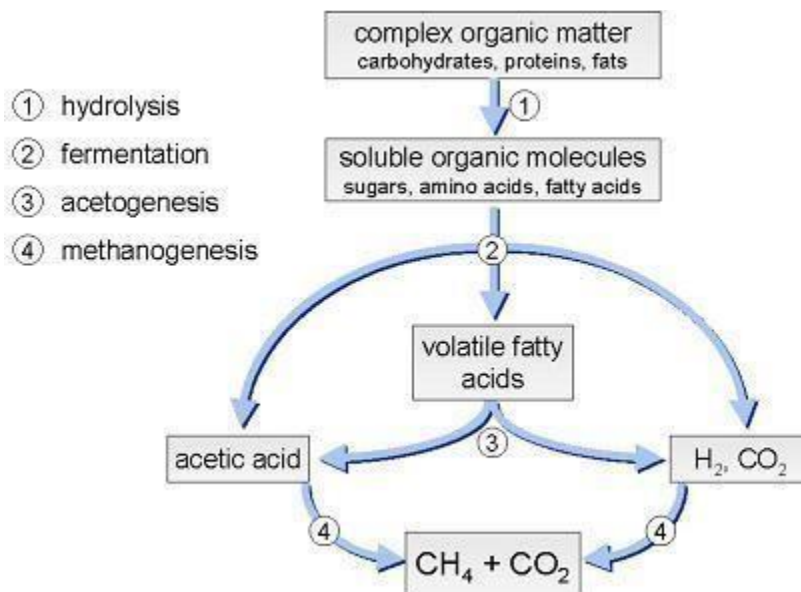 complex organic matter
carbohydrates, proteins, fats
① hydrolysis
② fermentation
③ acetogenesis
④ methanogenesis
①
soluble organic molecules
sugars, amino acids, fatty acids
②
volatile fatty
acids
③
acetic acid
H₂, CO₂
④
④
CH₄ + CO₂